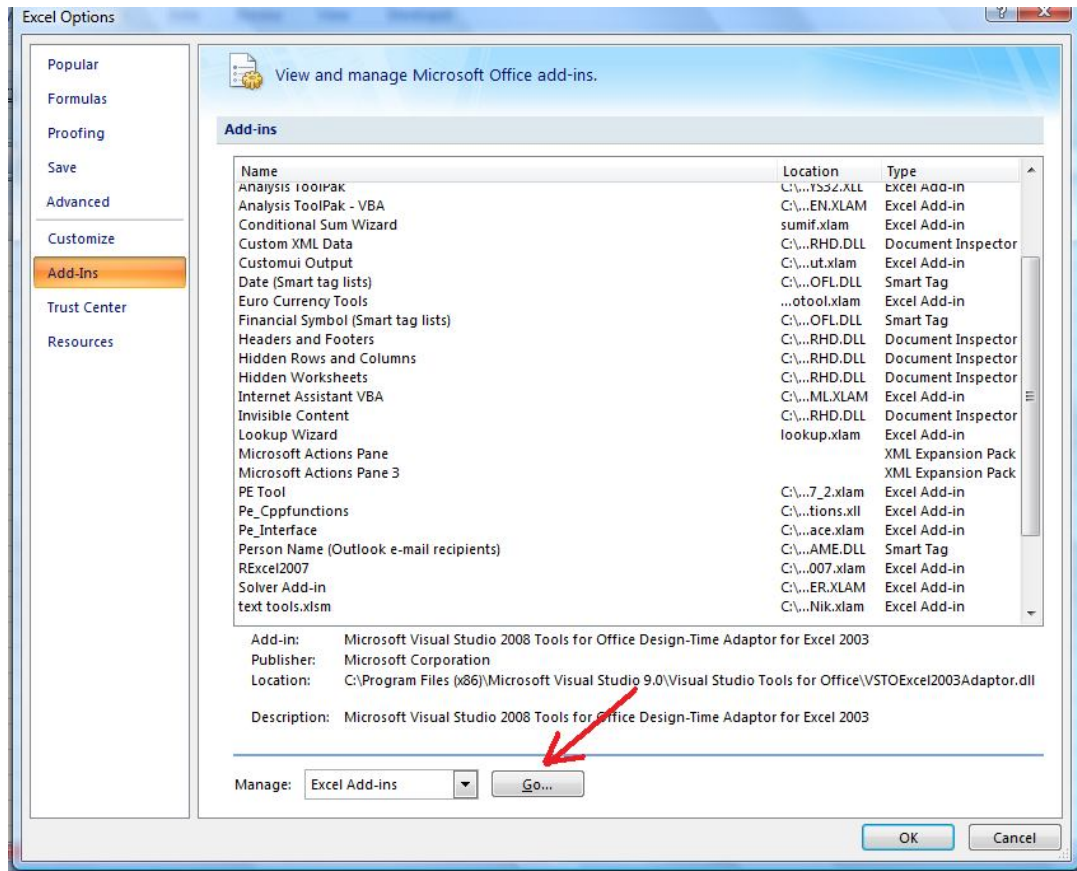 Excel Options
Popular
Formulas
Proofing
Save
Advanced
Customize
Add-Ins
Trust Center
Resources
View and manage Microsoft Office add-ins.
Add-ins
Name Location Type
Analysis ToolPak C:\...YS32.XLL Excel Add-in
Analysis ToolPak - VBA C:\...EN.XLAM Excel Add-in
Conditional Sum Wizard sumif.xlam Excel Add-in
Custom XML Data C:\...RHD.DLL Document Inspector
Customui Output C:\...ut.xlam Excel Add-in
Date (Smart tag lists) C:\...OFL.DLL Smart Tag
Euro Currency Tools ...otool.xlam Excel Add-in
Financial Symbol (Smart tag lists) C:\...OFL.DLL Smart Tag
Headers and Footers C:\...RHD.DLL Document Inspector
Hidden Rows and Columns C:\...RHD.DLL Document Inspector
Hidden Worksheets C:\...RHD.DLL Document Inspector
Internet Assistant VBA C:\...ML.XLAM Excel Add-in
Invisible Content C:\...RHD.DLL Document Inspector
Lookup Wizard lookup.xlam Excel Add-in
Microsoft Actions Pane XML Expansion Pack
Microsoft Actions Pane 3 XML Expansion Pack
PE Tool C:\...7_2.xlam Excel Add-in
Pe_Cppfunctions C:\...tions.xll Excel Add-in
Pe_Interface C:\...ace.xlam Excel Add-in
Person Name (Outlook e-mail recipients) C:\...AME.DLL Smart Tag
RExcel2007 C:\...007.xlam Excel Add-in
Solver Add-in C:\...ER.XLAM Excel Add-in
text tools.xlsm C:\...Nik.xlam Excel Add-in
Add-in: Microsoft Visual Studio 2008 Tools for Office Design-Time Adaptor for Excel 2003
Publisher: Microsoft Corporation
Location: C:\Program Files (x86)\Microsoft Visual Studio 9.0\Visual Studio Tools for Office\VSTOExcel2003Adaptor.dll
Description: Microsoft Visual Studio 2008 Tools for Office Design-Time Adaptor for Excel 2003
Manage: Excel Add-ins Go...
OK Cancel